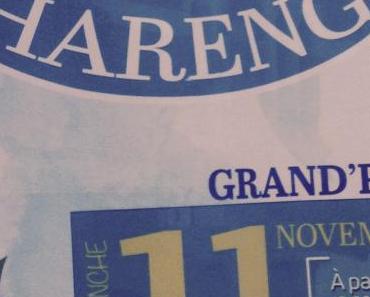 HARENG
GRAND'P
NCHE
11
NOVEM
À pa